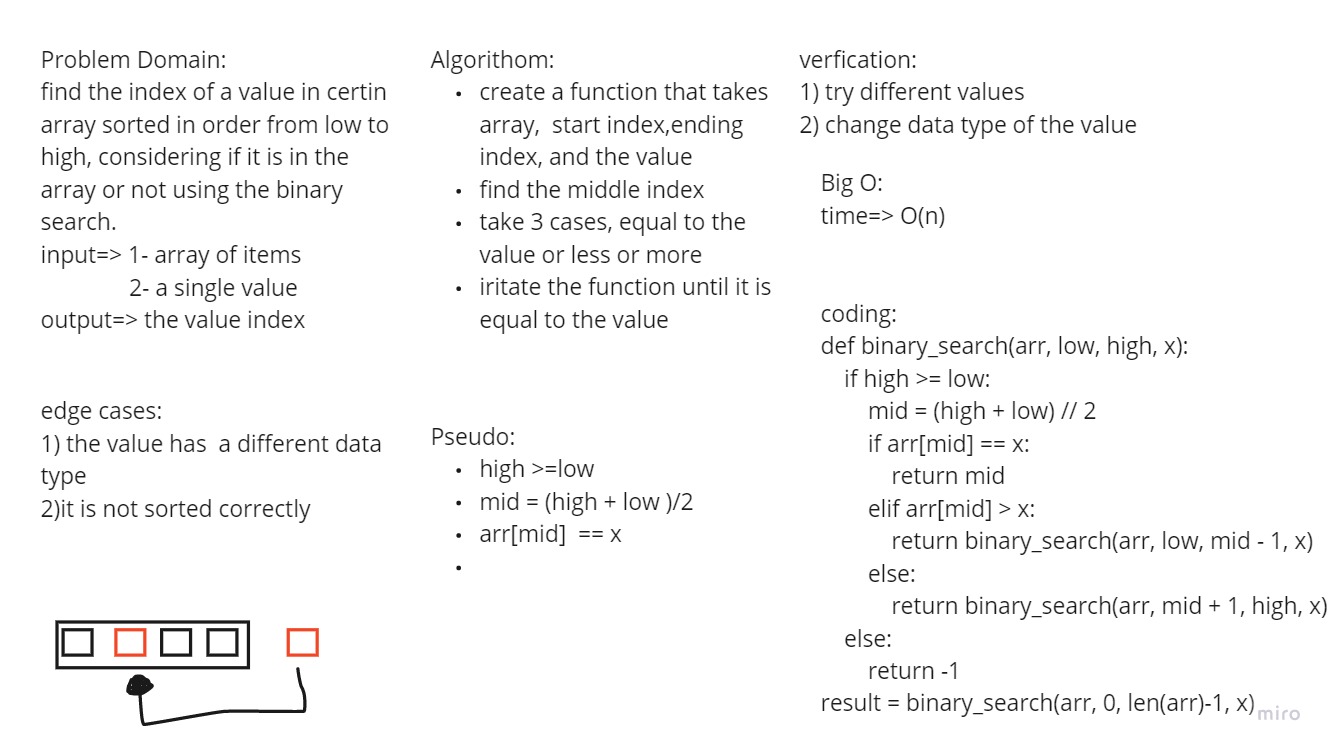 Problem Domain:
find the index of a value in certin
array sorted in order from low to
high, considering if it is in the
array or not using the binary
search.
input=> 1- array of items
2- a single value
output=> the value index
edge cases:
1) the value has  a different data
type
2)it is not sorted correctly
Algorithom:
• create a function that takes
array,  start index,ending
index, and the value
• find the middle index
• take 3 cases, equal to the
value or less or more
• iritate the function until it is
equal to the value
Pseudo:
• high >=low
• mid = (high + low )/2
• arr[mid]  == x
•
verfication:
1) try different values
2) change data type of the value
Big O:
time=> O(n)
coding:
def binary_search(arr, low, high, x):
if high >= low:
mid = (high + low) // 2
if arr[mid] == x:
return mid
elif arr[mid] > x:
return binary_search(arr, low, mid - 1, x)
else:
return binary_search(arr, mid + 1, high, x)
else:
return -1
result = binary_search(arr, 0, len(arr)-1, x)
miro